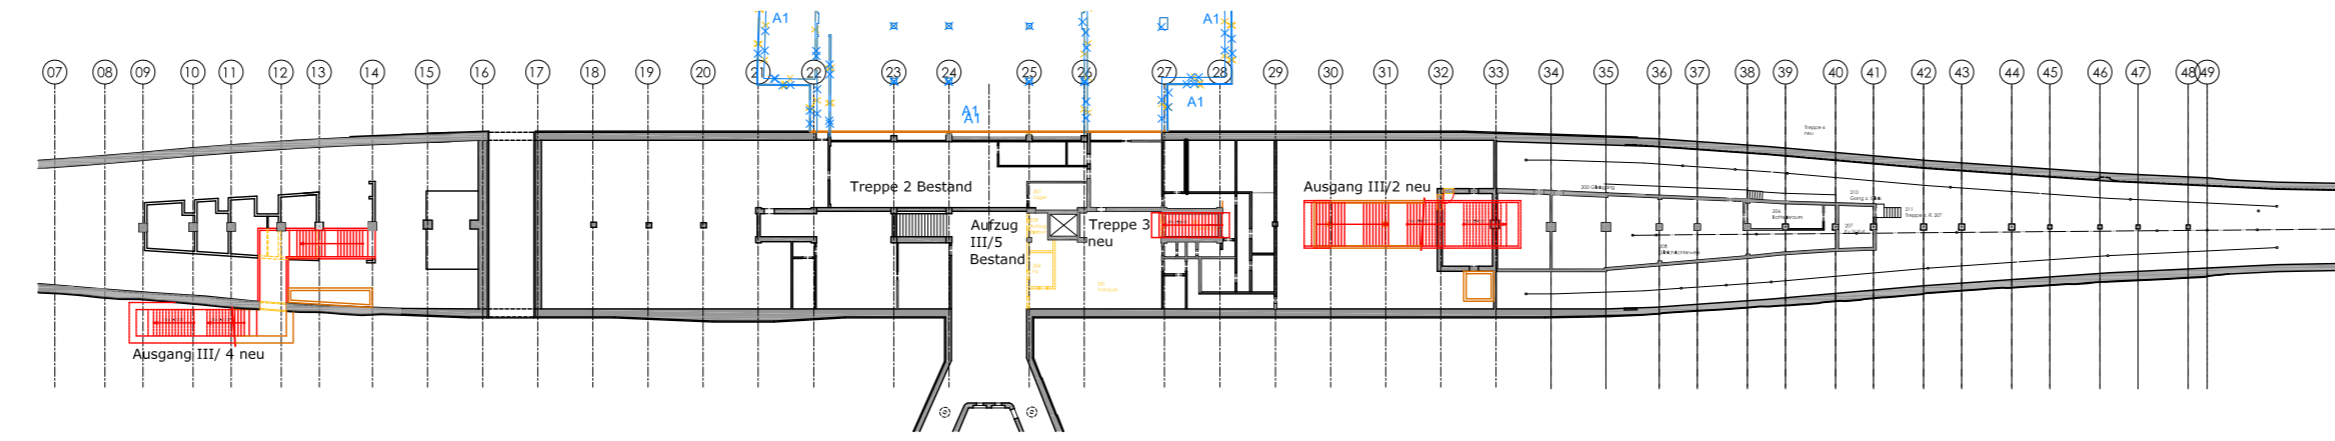 A1
A1
07 08 09 10 11 12 13 14 15 16 17 18 19 20 21 22 23 24 25 26 27 28 29 30 31 32 33 34 35 36 37 38 39 40 41 42 43 44 45 46 47 48 49
A1
A1
A1
Treppe 4
neu
Treppe 2 Bestand
Ausgang III/2 neu
Aufzug
III/5
Bestand
Treppe 3
neu
Ausgang III/ 4 neu
S
S